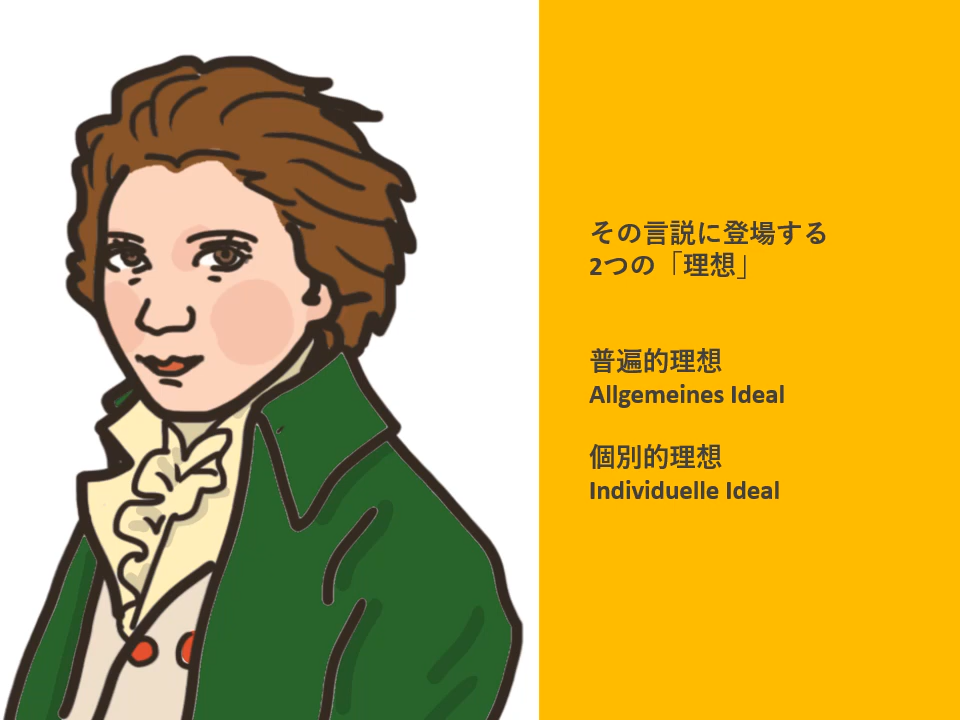 その言説に登場する
2つの「理想」
普遍的理想
Allgemeines Ideal
個別的理想
Individuelle Ideal